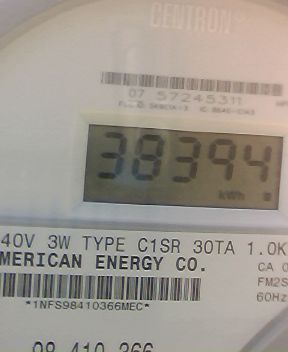 CENTRON®
07 57245311
38394
kWh
40V 3W TYPE C1SR 30TA 1.0K
MERICAN ENERGY CO.
CA 0
FM2S
*1NFS98410366MEC*
60Hz
98 410 366